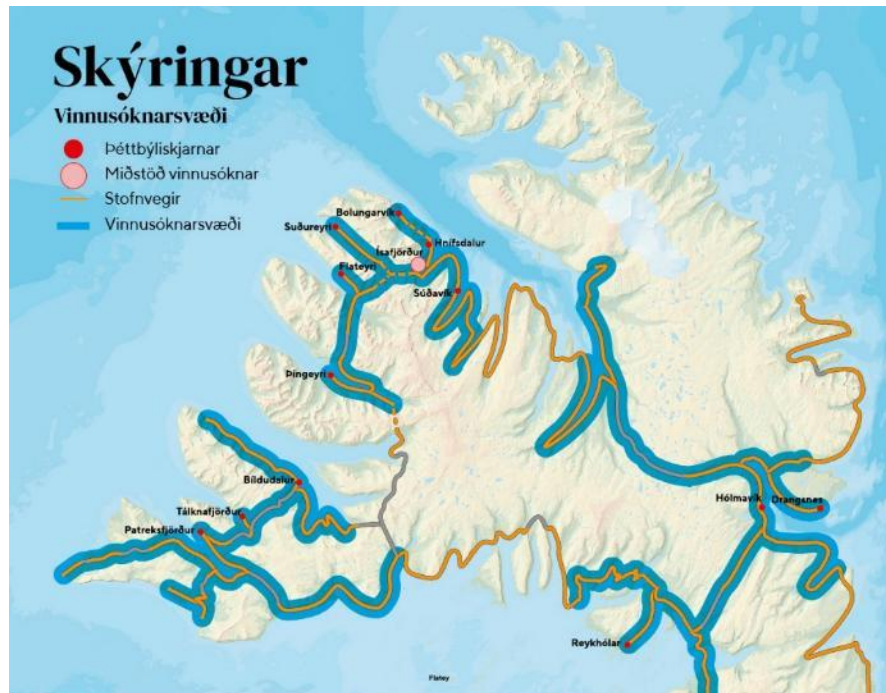 Skýringar
Vinnusóknarsvæði
Þéttbýliskjarnar
Miðstöð vinnusóknar
Stofnvegir
Vinnusóknarsvæði
Bolungarvík
Suðureyri
Hnífsdalur
Ísafjörður
Flateyri
Súðavík
Þingeyri
Bíldudalur
Tálknafjörður
Patreksfjörður
Hólmavík
Drangsnes
Reykhólar
Flatey